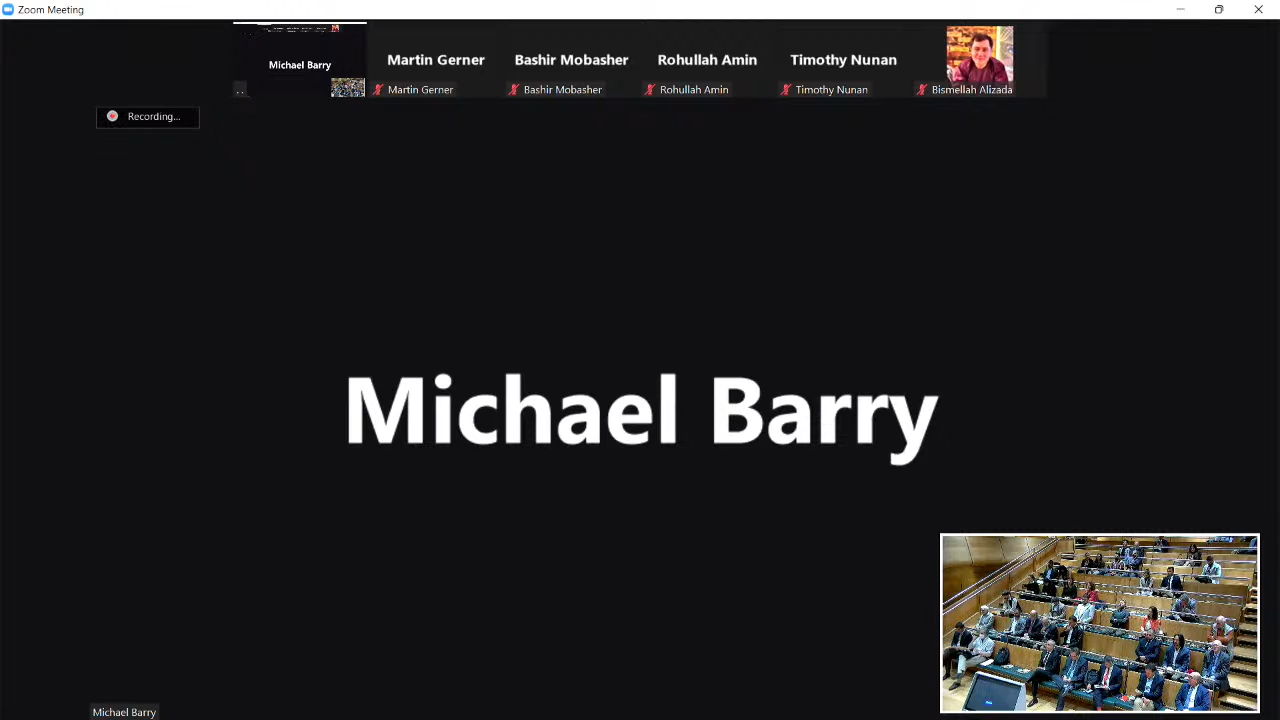 Zoom Meeting
Michael Barry
Martin Gerner
Bashir Mobasher
Rohullah Amin
Timothy Nunan
..
Martin Gerner
Bashir Mobasher
Rohullah Amin
Timothy Nunan
Bismellah Alizada
Recording...
Michael Barry
Michael Barry